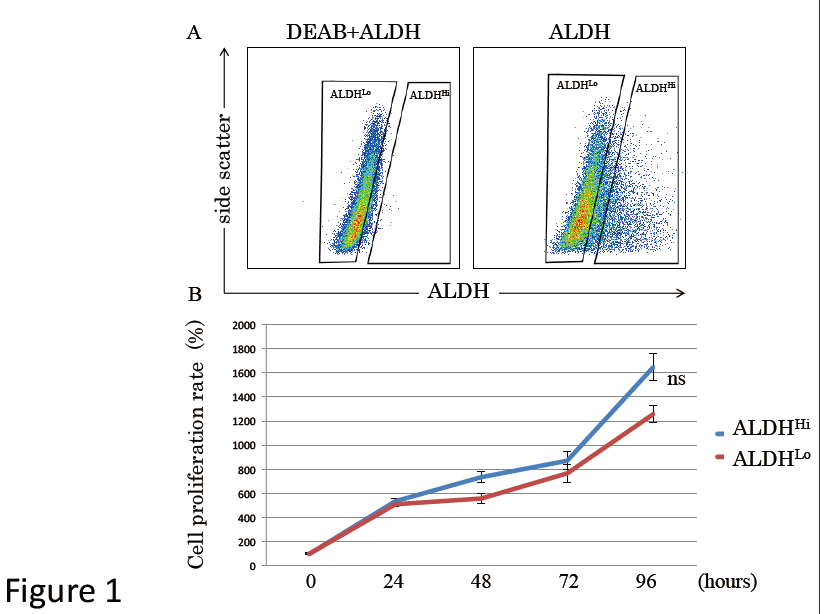 A
DEAB+ALDH
ALDH
ALDHLo
ALDHHi
ALDHLo
ALDHHi
side scatter
ALDH
B
Cell proliferation rate (%)
2000
1800
1600
1400
1200
1000
800
600
400
200
0
ns
ALDHHi
ALDHLo
0 24 48 72 96 (hours)
Figure 1